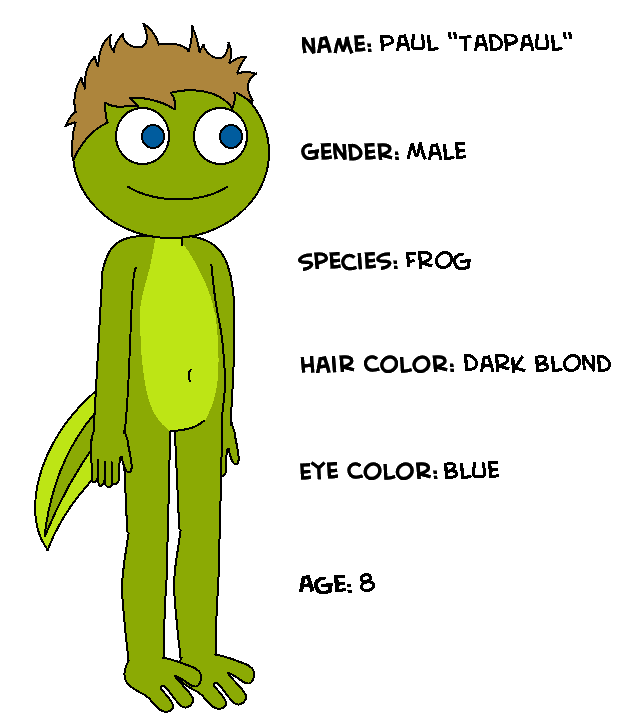 NAME: PAUL "TADPAUL"
GENDER: MALE
SPECIES: FROG
HAIR COLOR: DARK BLOND
EYE COLOR: BLUE
AGE: 8